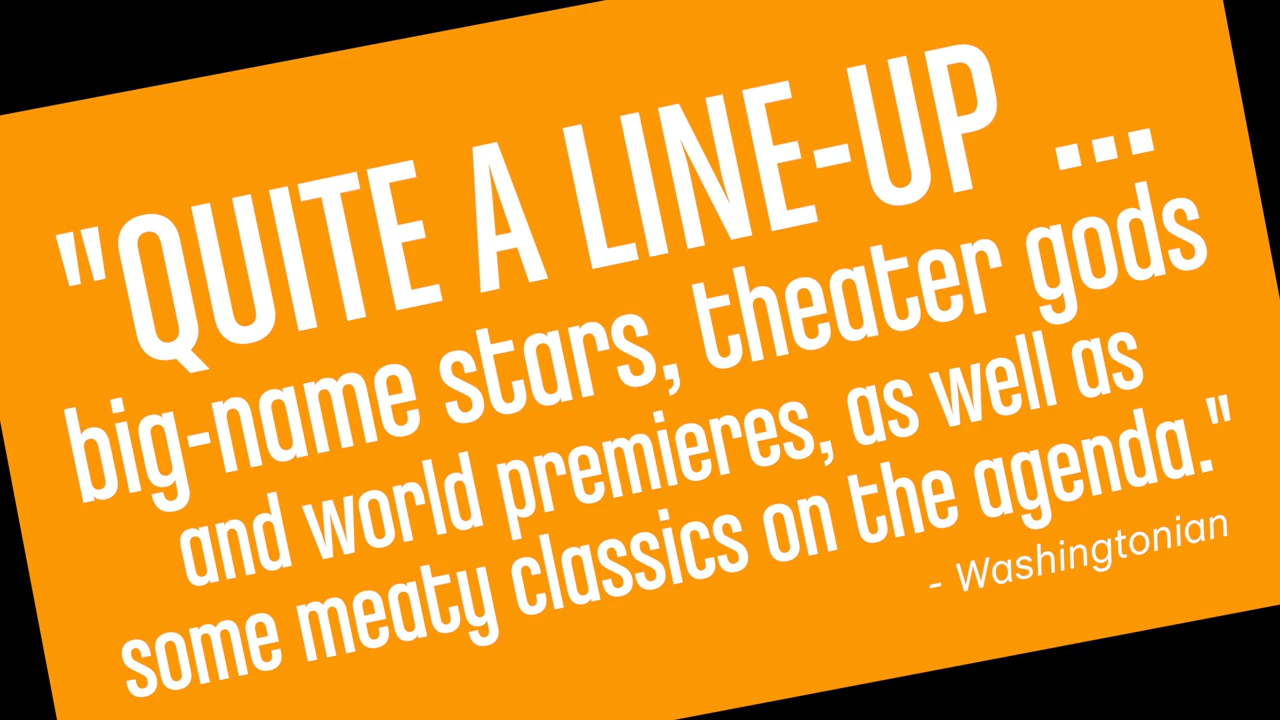 "QUITE A LINE-UP ...
big-name stars, theater gods
and world premieres, as well as
some meaty classics on the agenda."
- Washingtonian